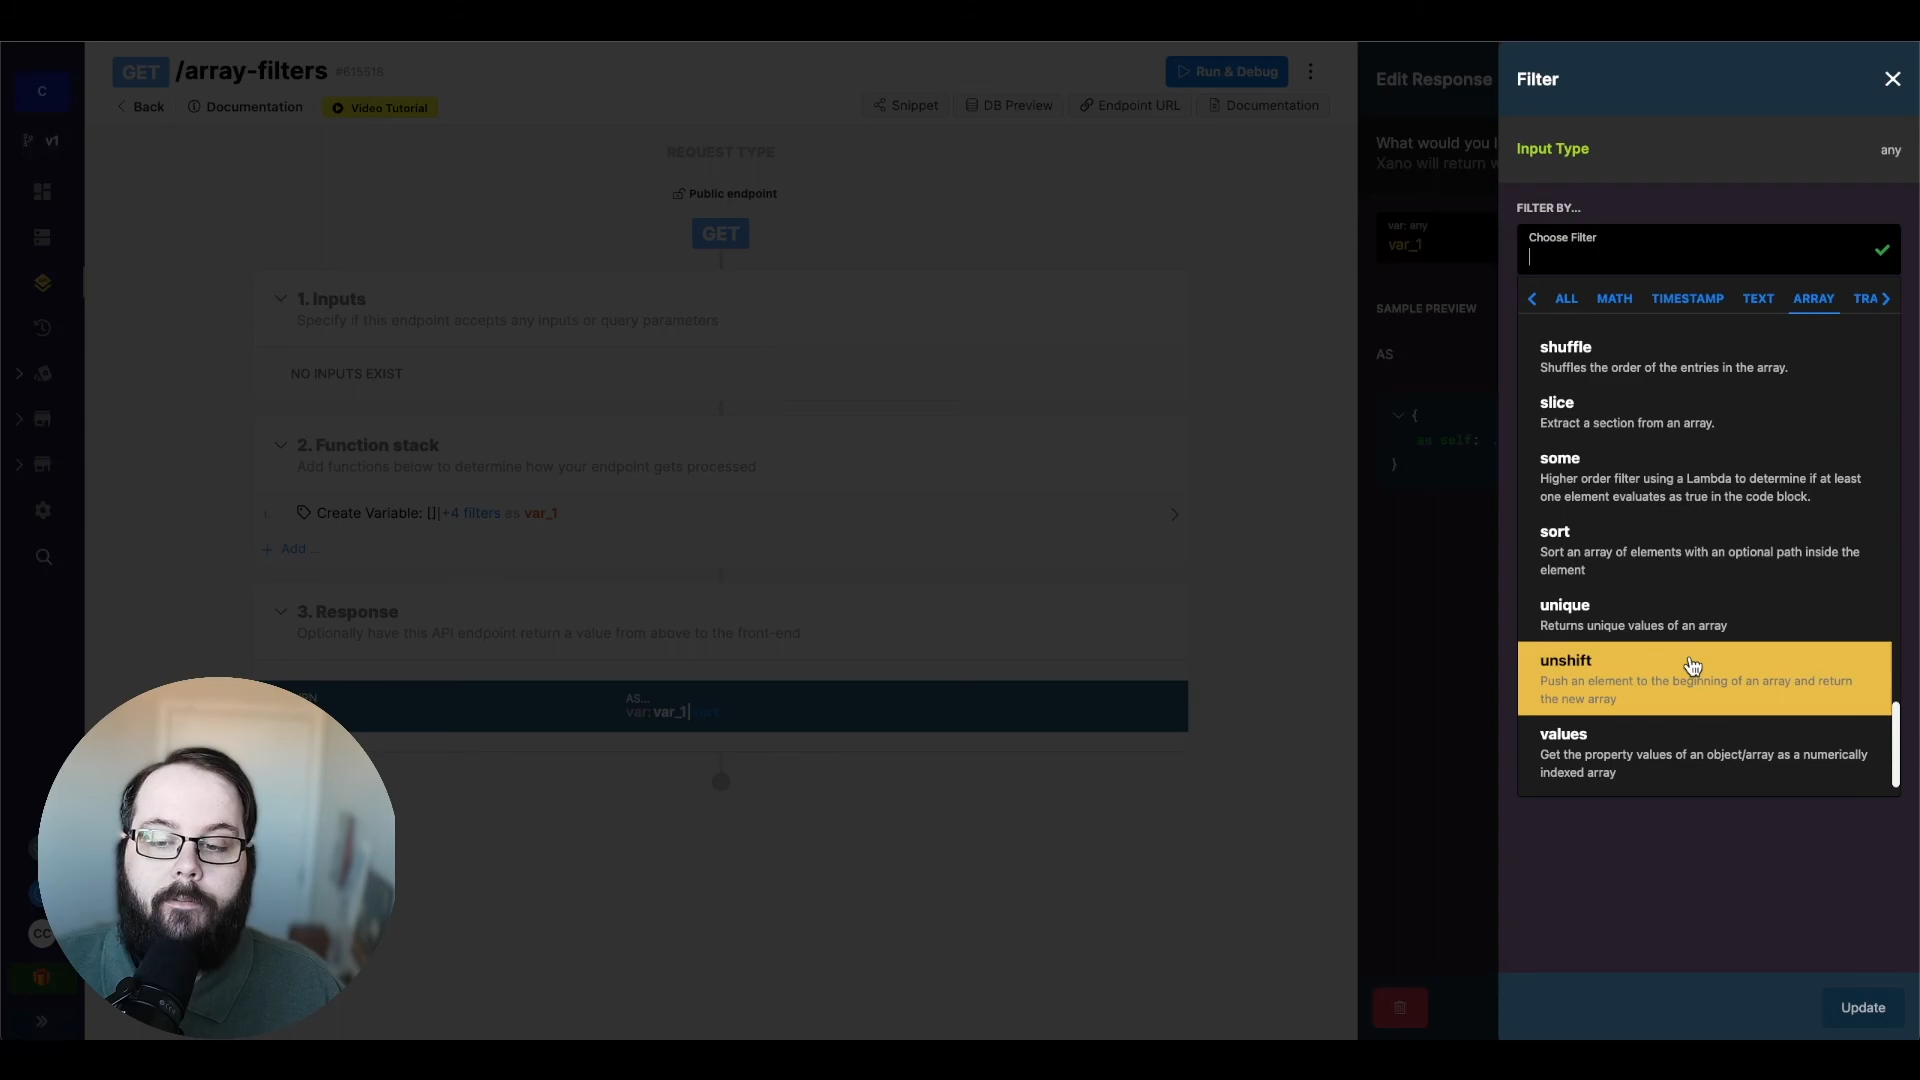 C
v1
GET /array-filters #615518
Run & Debug
Back
Documentation
Video Tutorial
Snippet
DB Preview
Endpoint URL
Documentation
REQUEST TYPE
Public endpoint
GET
1. Inputs
Specify if this endpoint accepts any inputs or query parameters
NO INPUTS EXIST
2. Function stack
Add functions below to determine how your endpoint gets processed
1. Create Variable: []|+4 filters as var_1
+ Add ...
3. Response
Optionally have this API endpoint return a value from above to the front-end
AS...
var: var_1|sort
CC
Edit Response
What would you l
Xano will return w
var: any
var_1
SAMPLE PREVIEW
AS
{
as self: .
}
Filter
Input Type
any
FILTER BY...
Choose Filter
ALL MATH TIMESTAMP TEXT ARRAY TRA
shuffle
Shuffles the order of the entries in the array.
slice
Extract a section from an array.
some
Higher order filter using a Lambda to determine if at least
one element evaluates as true in the code block.
sort
Sort an array of elements with an optional path inside the
element
unique
Returns unique values of an array
unshift
Push an element to the beginning of an array and return
the new array
values
Get the property values of an object/array as a numerically
indexed array
Update